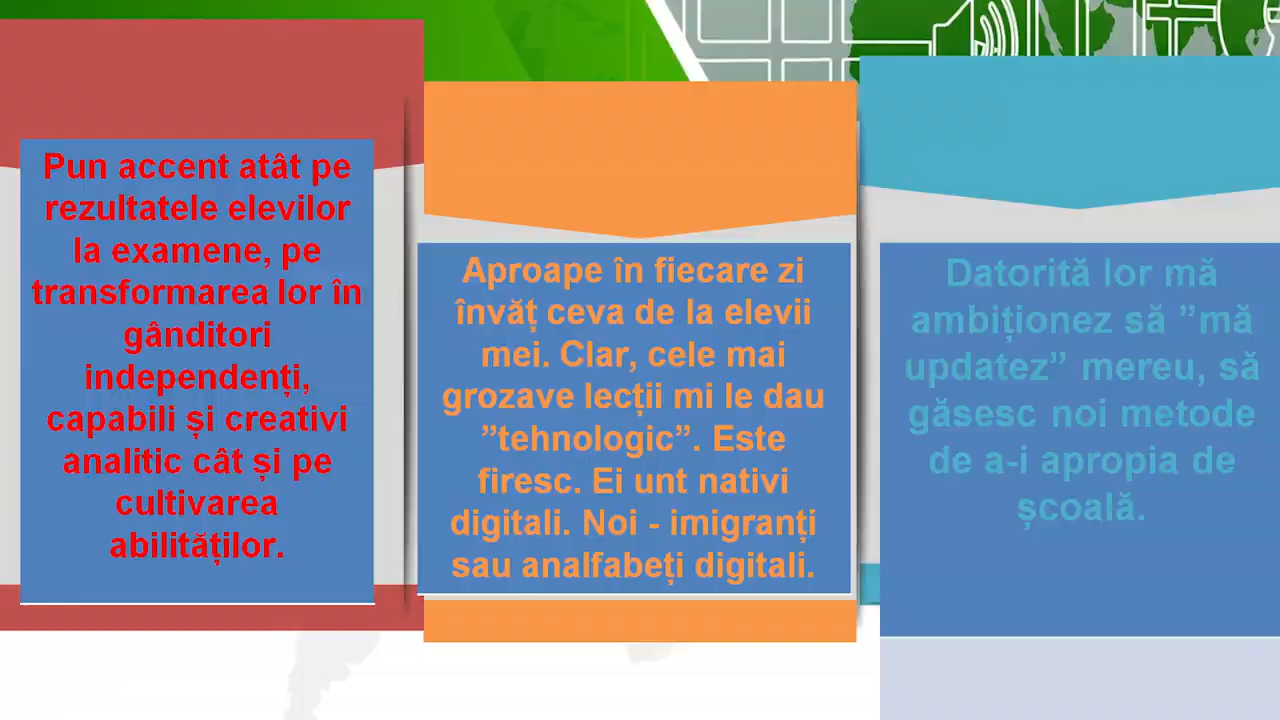 Pun accent atât pe
rezultatele elevilor
la examene, pe
transformarea lor în
gânditori
independenți,
capabili și creativi
analitic cât și pe
cultivarea
abilităților.
Aproape în fiecare zi
învăț ceva de la elevii
mei. Clar, cele mai
grozave lecții mi le dau
”tehnologic”. Este
firesc. Ei unt nativi
digitali. Noi - imigranți
sau analfabeți digitali.
Datorită lor mă
ambiționez să ”mă
updatez” mereu, să
găsesc noi metode
de a-i apropia de
școală.